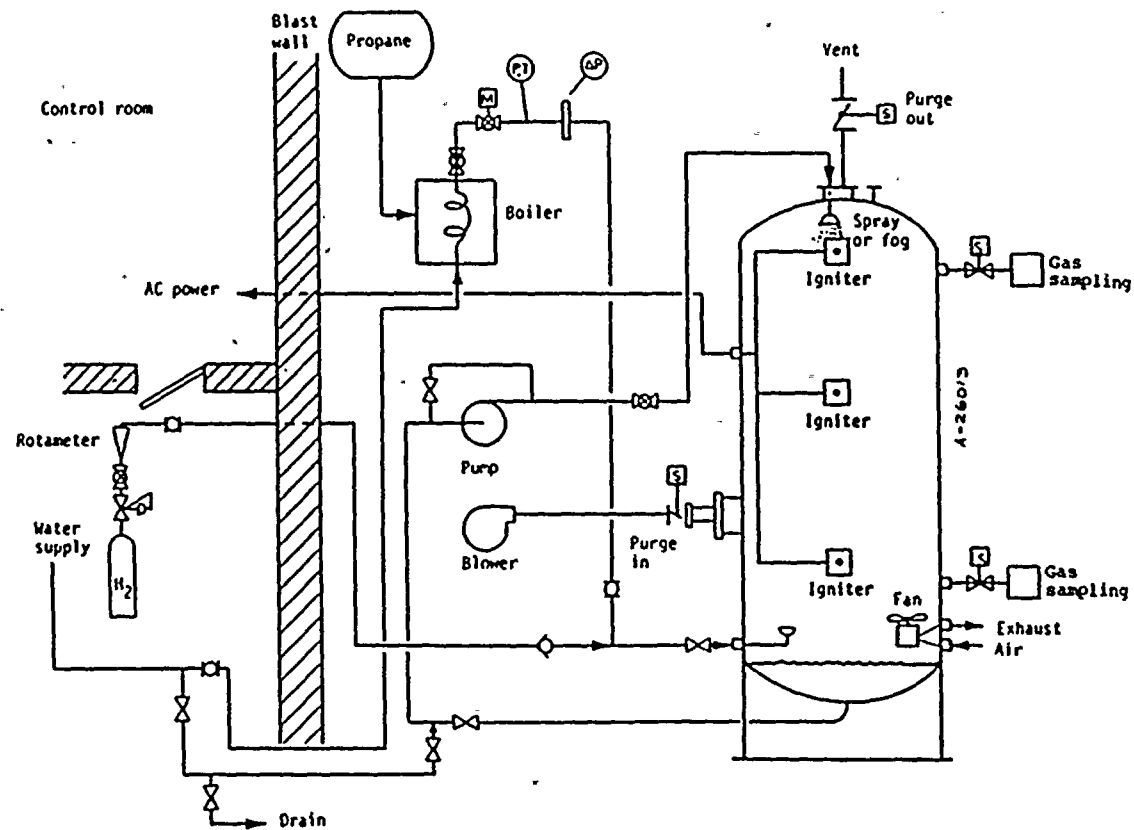 Blast
wall
Propane
P,T
ΔP
Vent
Control room
M
S
Purge
out
Boiler
Spray
or fog
S
Igniter
Gas
sampling
AC power
Igniter
A-26015
Rotameter
Pump
S
Water
supply
Blower
Purge
in
S
H2
Igniter
Gas
sampling
Fan
Exhaust
Air
Drain